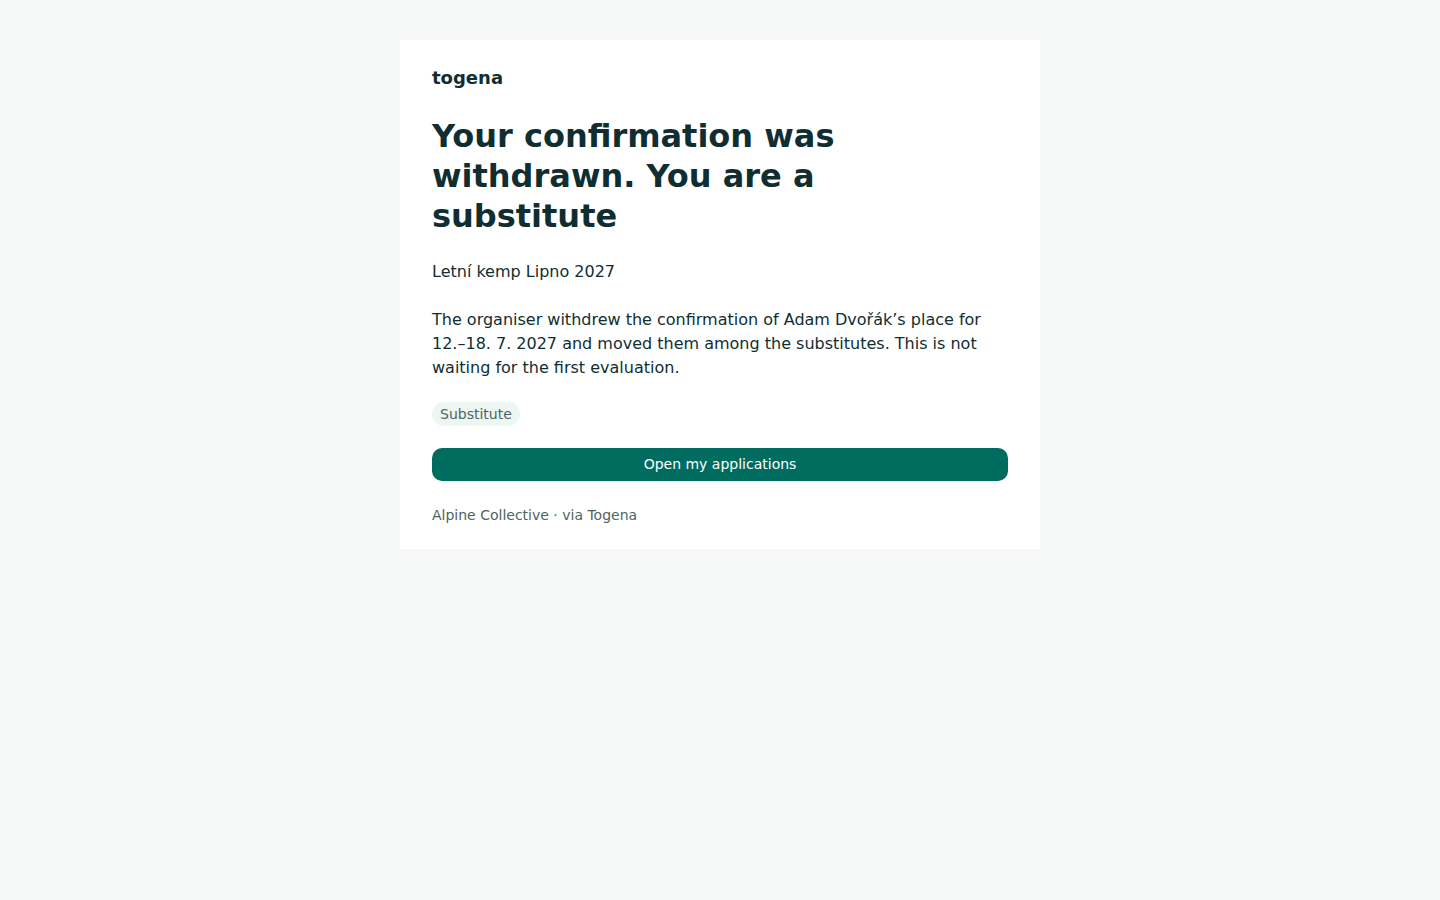 togena
Your confirmation was
withdrawn. You are a
substitute
Letní kemp Lipno 2027
The organiser withdrew the confirmation of Adam Dvořák’s place for
12.–18. 7. 2027 and moved them among the substitutes. This is not
waiting for the first evaluation.
Substitute
Open my applications
Alpine Collective · via Togena